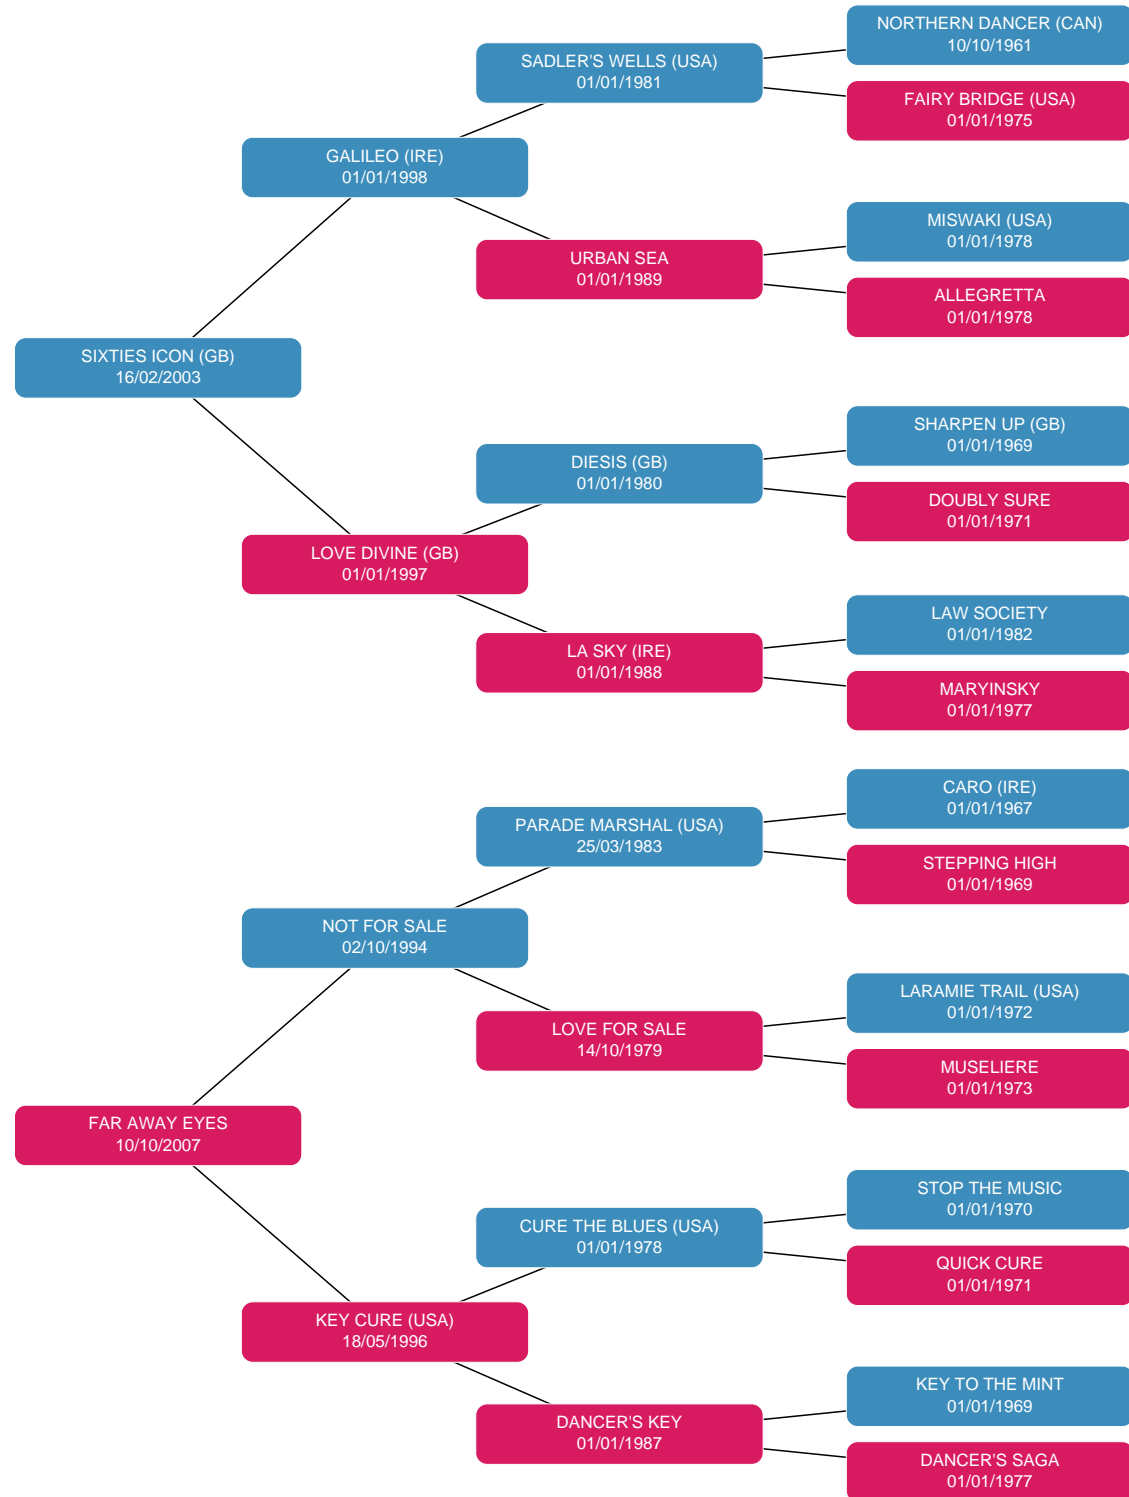 NORTHERN DANCER (CAN)
10/10/1961
SADLER'S WELLS (USA)
01/01/1981
FAIRY BRIDGE (USA)
01/01/1975
GALILEO (IRE)
01/01/1998
MISWAKI (USA)
01/01/1978
URBAN SEA
01/01/1989
ALLEGRETTA
01/01/1978
SIXTIES ICON (GB)
16/02/2003
SHARPEN UP (GB)
01/01/1969
DIESIS (GB)
01/01/1980
DOUBLY SURE
01/01/1971
LOVE DIVINE (GB)
01/01/1997
LAW SOCIETY
01/01/1982
LA SKY (IRE)
01/01/1988
MARYINSKY
01/01/1977
CARO (IRE)
01/01/1967
PARADE MARSHAL (USA)
25/03/1983
STEPPING HIGH
01/01/1969
NOT FOR SALE
02/10/1994
LARAMIE TRAIL (USA)
01/01/1972
LOVE FOR SALE
14/10/1979
MUSELIERE
01/01/1973
FAR AWAY EYES
10/10/2007
STOP THE MUSIC
01/01/1970
CURE THE BLUES (USA)
01/01/1978
QUICK CURE
01/01/1971
KEY CURE (USA)
18/05/1996
KEY TO THE MINT
01/01/1969
DANCER'S KEY
01/01/1987
DANCER'S SAGA
01/01/1977